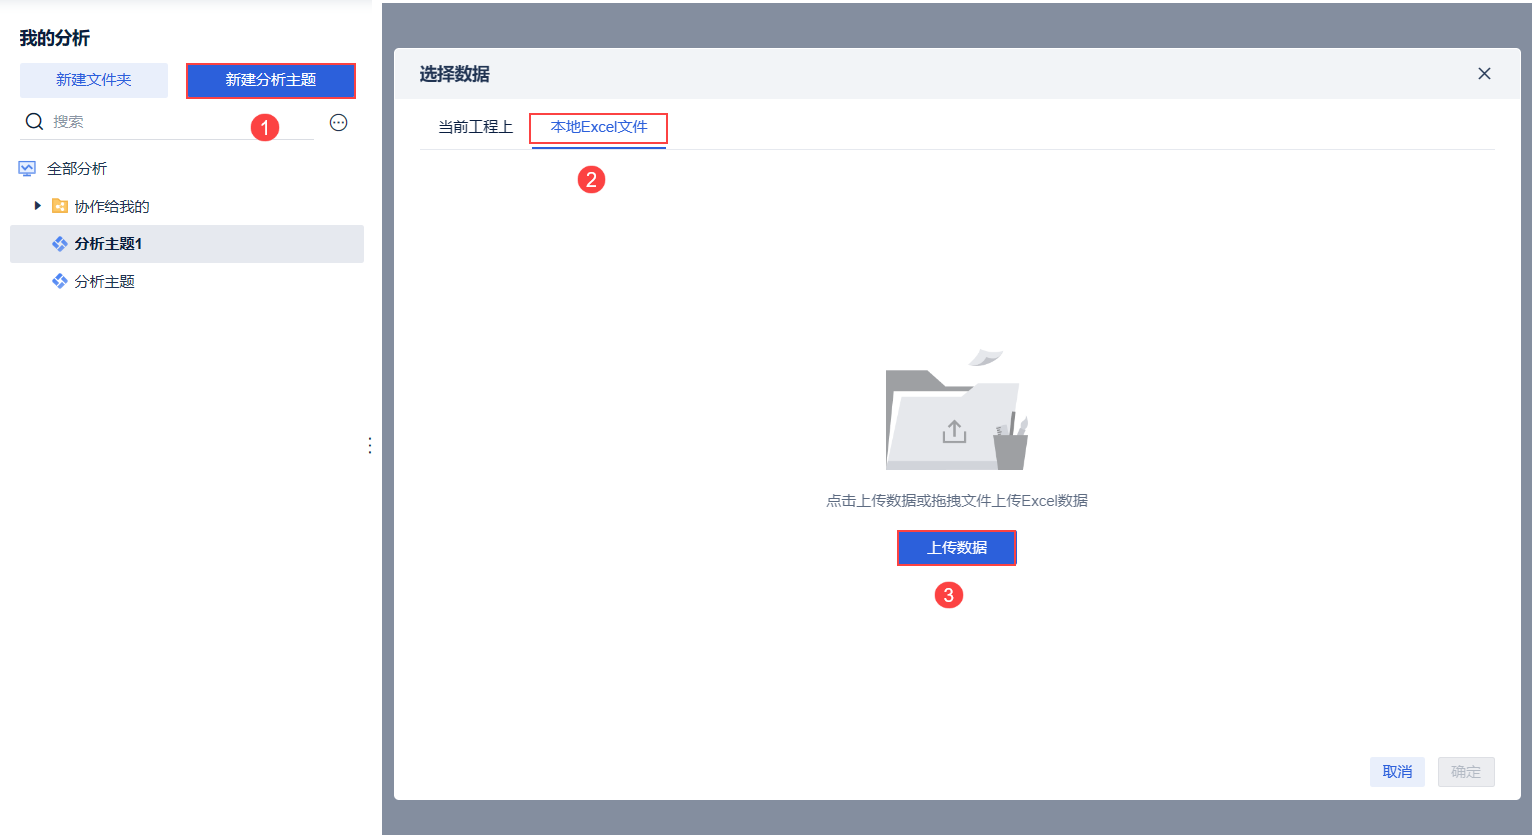 我的分析
新建文件夹
新建分析主题
搜索
1
全部分析
协作给我的
分析主题1
分析主题
选择数据
当前工程上
本地Excel文件
2
点击上传数据或拖拽文件上传Excel数据
上传数据
3
取消
确定